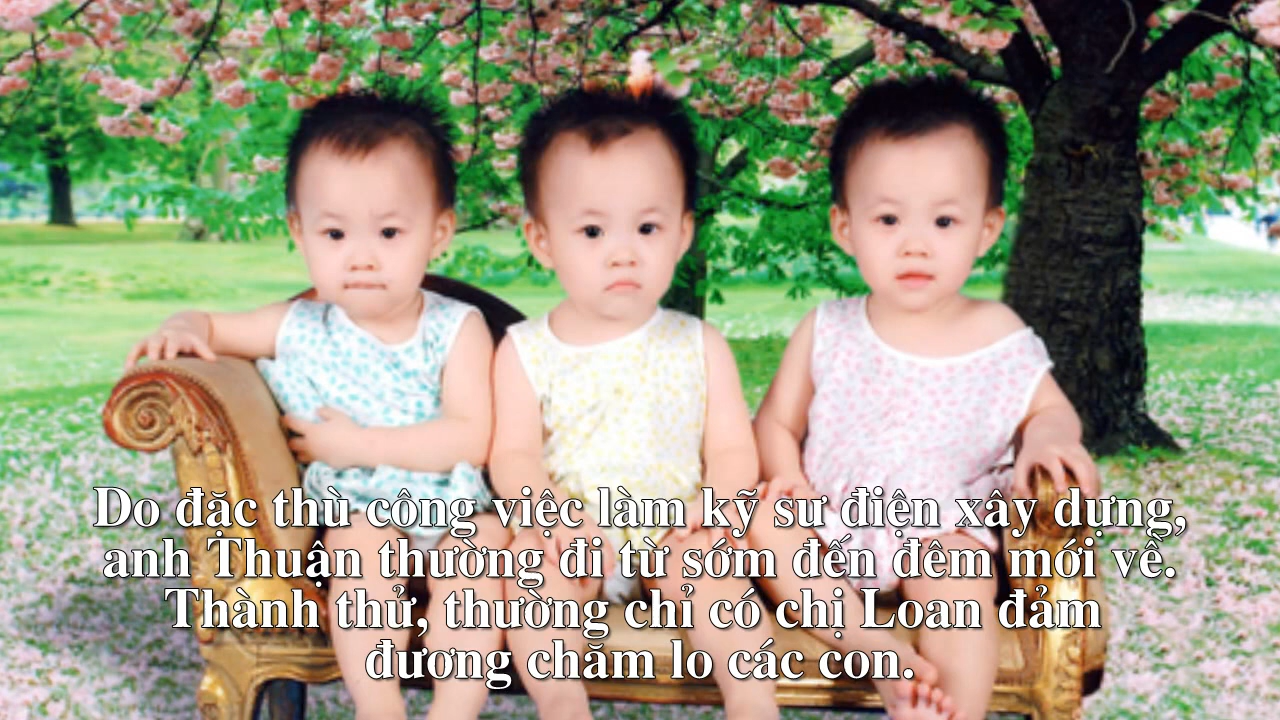 Do đặc thù công việc làm kỹ sư điện xây dựng,
anh Thuận thường đi từ sớm đến đêm mới về.
Thành thử, thường chỉ có chị Loan đảm
đương chăm lo các con.